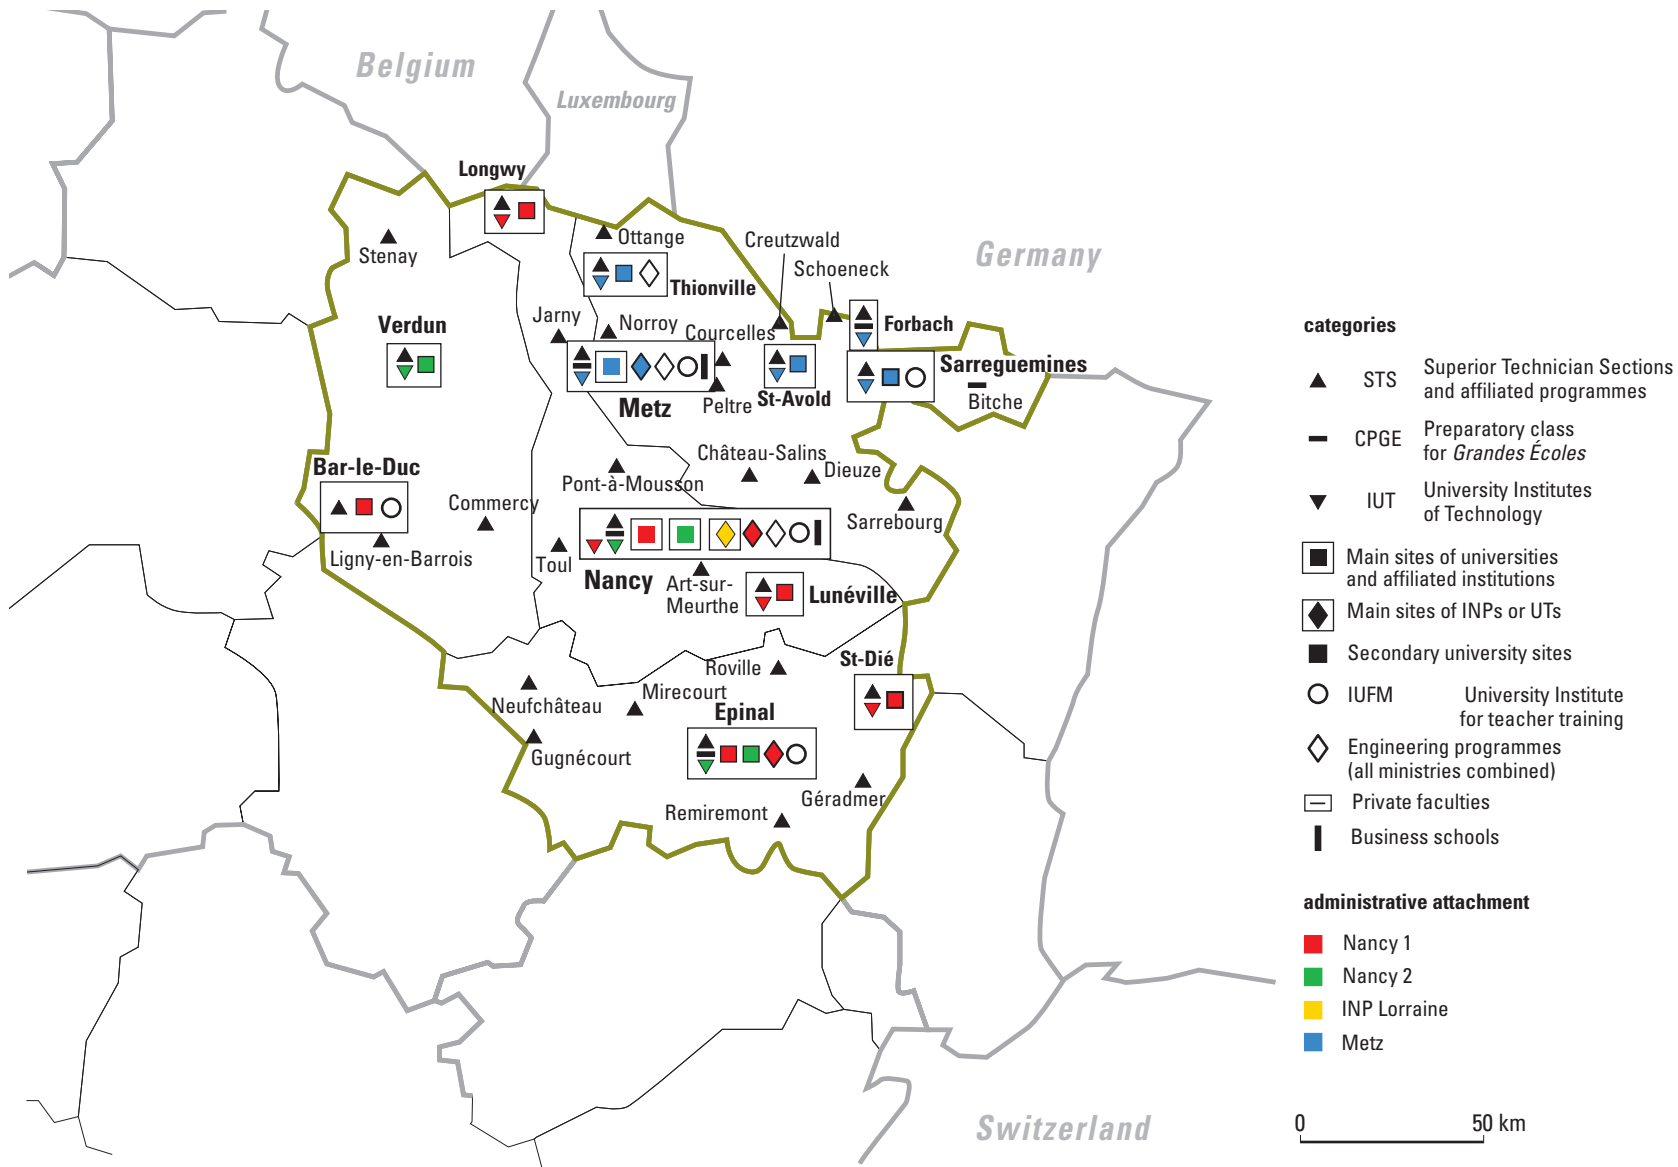 Belgium
Luxembourg
Longwy
Ottange
Stenay
Creutzwald
Germany
Schoeneck
Thionville
Jarny
Norroy
Verdun
Courcelles
Forbach
Sarreguemines
Metz
Peltre
St-Avold
Bitche
Bar-le-Duc
Château-Salins
Dieuze
Pont-à-Mousson
Commercy
Sarrebourg
Ligny-en-Barrois
Toul
Nancy
Art-sur-
Meurthe
Lunéville
Roville
St-Dié
Neufchâteau
Mirecourt
Epinal
Gugnécourt
Géradmer
Remiremont
Switzerland
categories
STS Superior Technician Sections
and affiliated programmes
CPGE Preparatory class
for Grandes Écoles
IUT University Institutes
of Technology
Main sites of universities
and affiliated institutions
Main sites of INPs or UTs
Secondary university sites
IUFM University Institute
for teacher training
Engineering programmes
(all ministries combined)
Private faculties
Business schools
administrative attachment
Nancy 1
Nancy 2
INP Lorraine
Metz
0 50 km